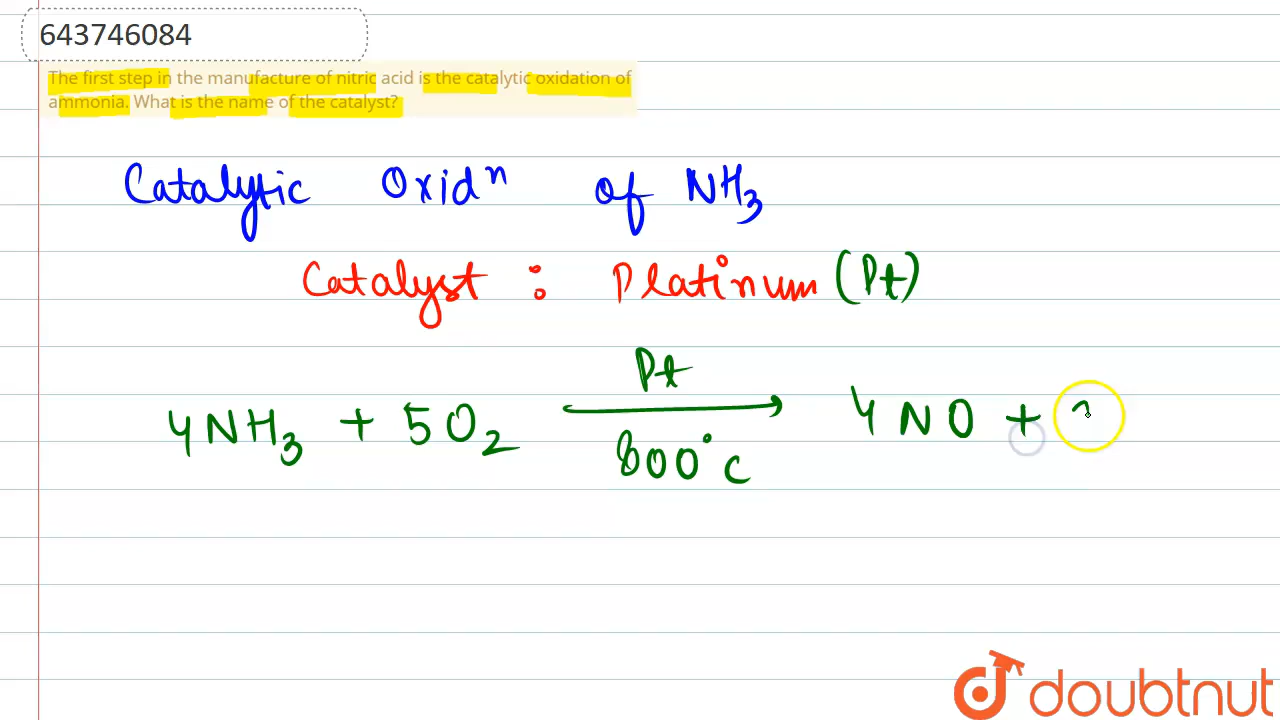 643746084
The first step in the manufacture of nitric acid is the catalytic oxidation of
ammonia. What is the name of the catalyst?
Catalytic Oxidⁿ of NH₃
Catalyst : Platinum (Pt)
Pt
4NH₃ + 5O₂ → 4NO +
800°C
doubtnut